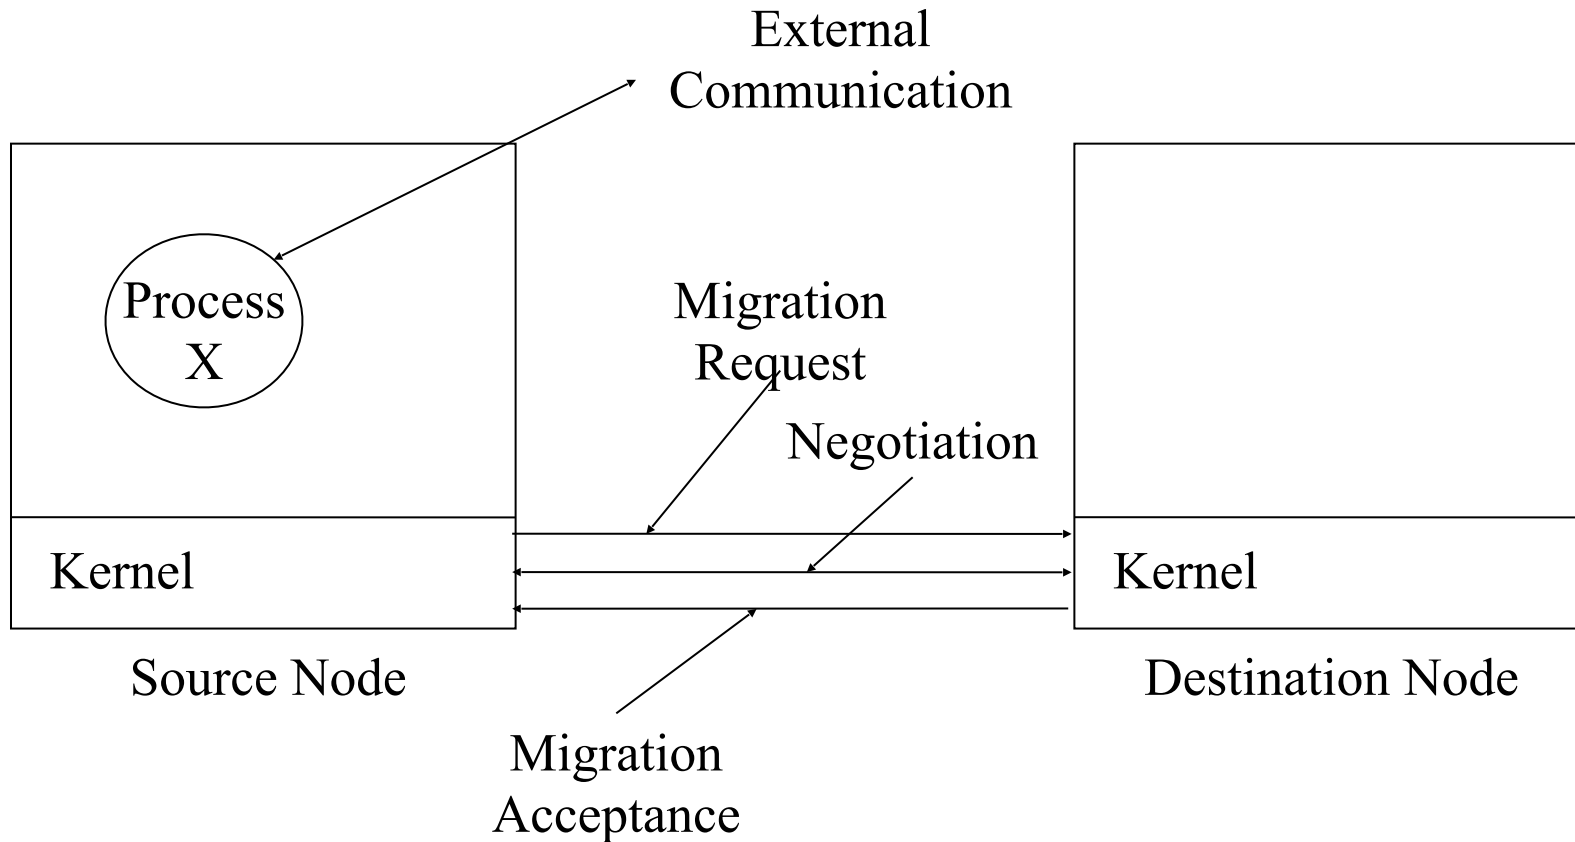 External
Communication
Process
X
Migration
Request
Negotiation
Kernel
Kernel
Source Node
Destination Node
Migration
Acceptance